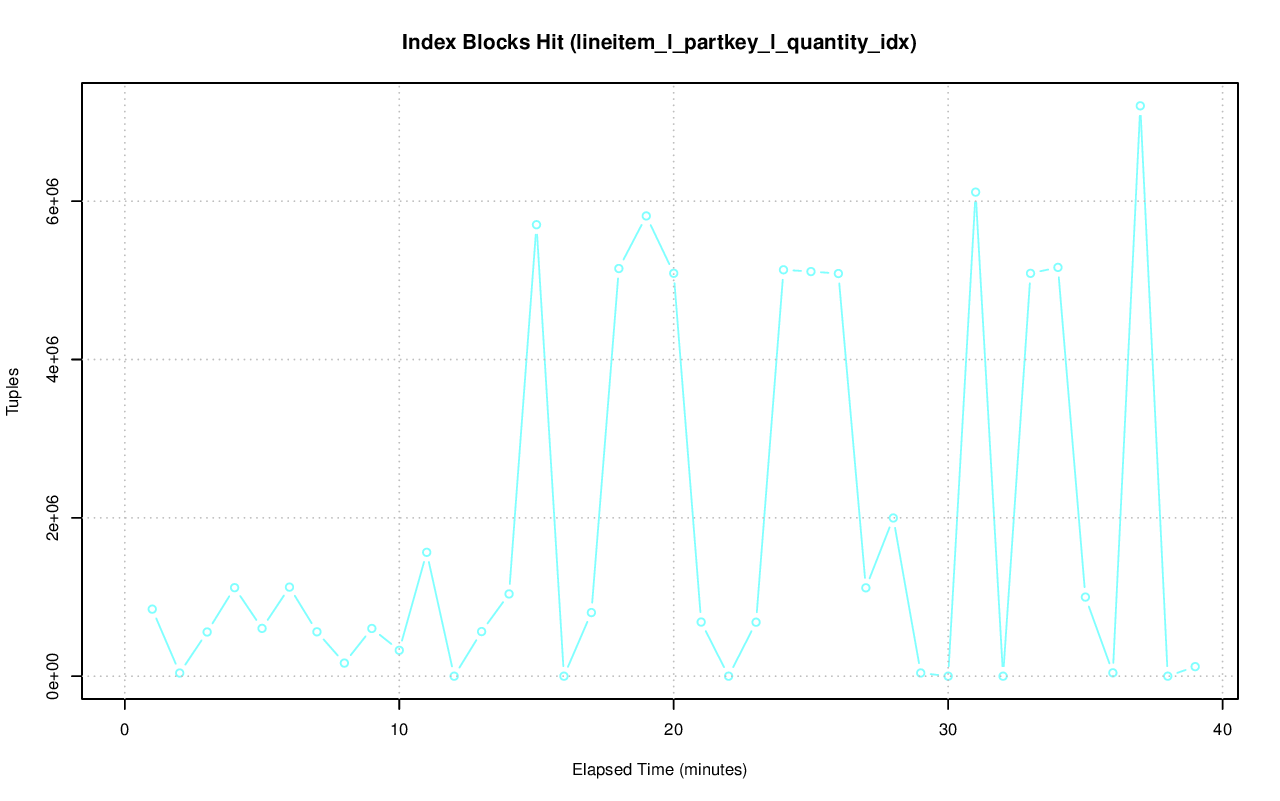 Index Blocks Hit (lineitem_l_partkey_l_quantity_idx)
6e+06
4e+06
2e+06
0e+00
Tuples
0 10 20 30 40
Elapsed Time (minutes)